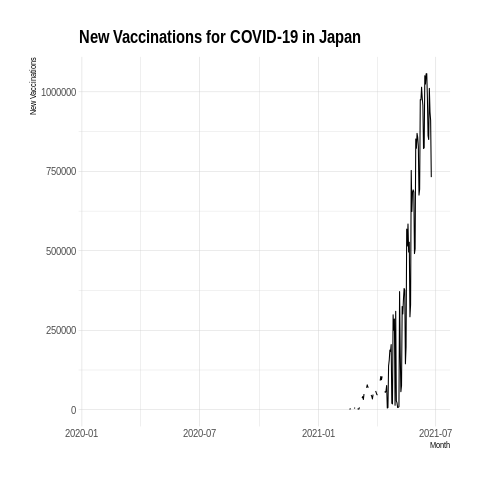 New Vaccinations for COVID-19 in Japan
New Vaccinations
1000000
750000
500000
250000
0
2020-01 2020-07 2021-01 2021-07
Month